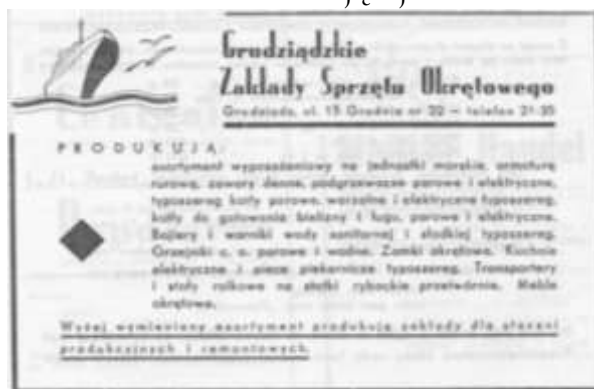 Grudziądzkie
Zakłady Sprzętu Okrętowego
Grudziądz, ul. 15 Grudnia nr 22 — telefon 21-35
PRODUKUJĄ:
asortyment wyposażeniowy na jednostki morskie, armaturę
rurową, zawory denne, podgrzewacze parowe i elektryczne,
typoszereg kotły parowe, warzelne i elektryczne typoszereg,
kotły do gotowania bielizny i ługu, parowe i elektryczne.
Bojlery i warniki wody sanitarnej i słodkiej typoszereg.
Grzejniki c. o. parowe i wodne. Zamki okrętowe. Kuchnie
elektryczne i piece piekarnicze typoszereg. Transportery
i stoły rolkowe na statki rybackie przetwórnie. Meble
okrętowe.
Wyżej wymieniony asortyment produkują zakłady dla stoczni
produkcyjnych i remontowych.